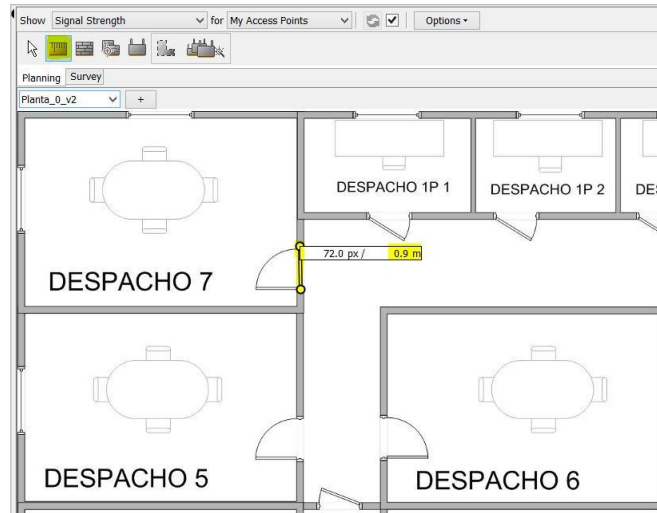 Show Signal Strength for My Access Points Options
Planning Survey
Planta_0_v2 +
DESPACHO 1P 1 DESPACHO 1P 2 DE
72.0 px / 0.9 m
DESPACHO 7
DESPACHO 5 DESPACHO 6